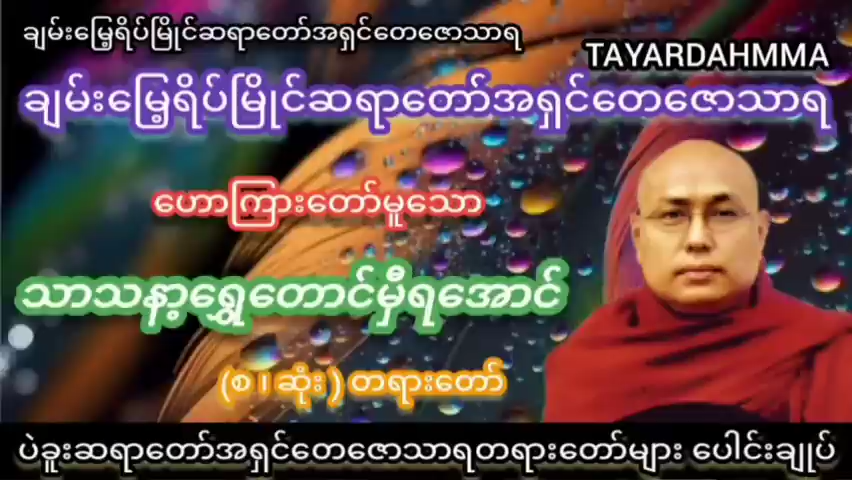 ချမ်းမြေ့ရိပ်မြိုင်ဆရာတော်အရှင်တေဇောသာရ
TAYARDAHMMA
ချမ်းမြေ့ရိပ်မြိုင်ဆရာတော်အရှင်တေဇောသာရ
ဟောကြားတော်မူသော
သာသနာ့ရွှေတောင်မှီရအောင်
(စ ၊ ဆုံး ) တရားတော်
ပဲခူးဆရာတော်အရှင်တေဇောသာရတရားတော်များ ပေါင်းချုပ်